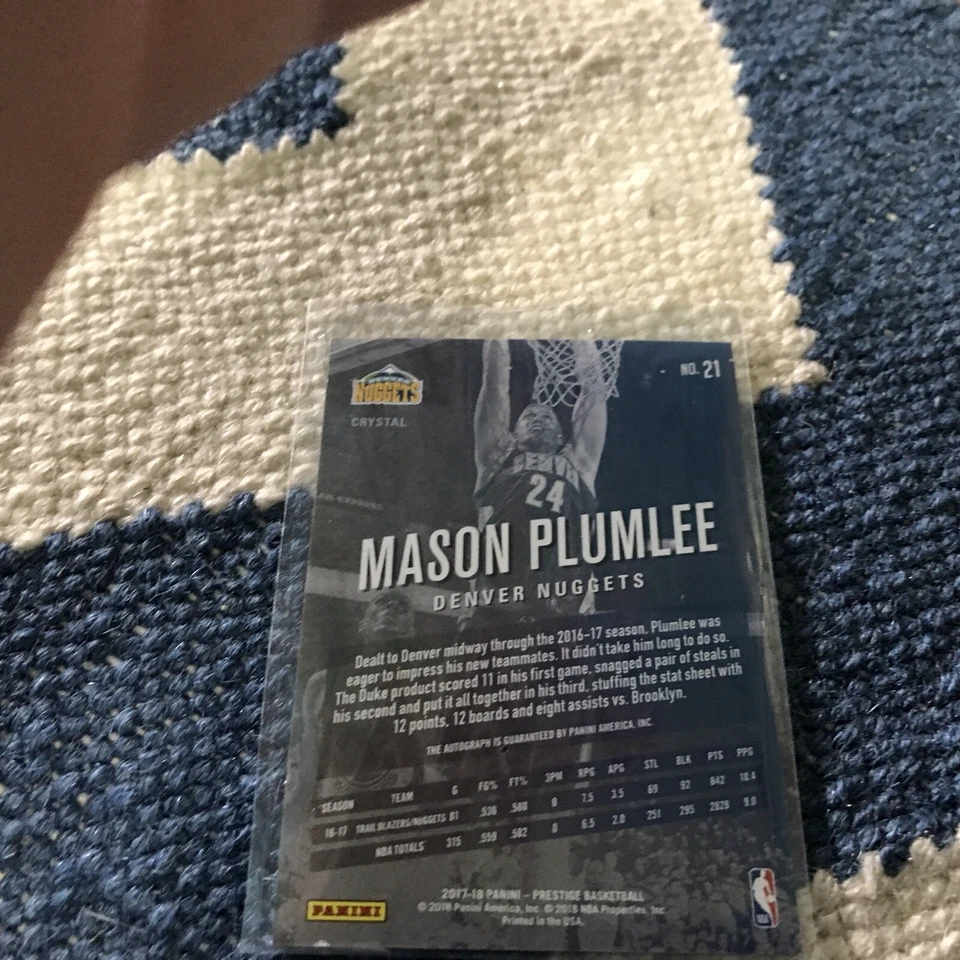 NO. 21
DENVER
NUGGETS
CRYSTAL
DENVER
24
MASON PLUMLEE
DENVER NUGGETS
Dealt to Denver midway through the 2016-17 season, Plumlee was
eager to impress his new teammates. It didn't take him long to do so.
The Duke product scored 11 in his first game, snagged a pair of steals in
his second and put it all together in his third, stuffing the stat sheet with
12 points, 12 boards and eight assists vs. Brooklyn.
THE AUTOGRAPH IS GUARANTEED BY PANINI AMERICA, INC.
SEASON TEAM G FG% FT% 3PM RPG APG STL BLK PTS PPG
16-17 TRAIL BLAZERS/NUGGETS 81 .536 .580 0 7.5 3.5 69 92 842 10.4
NBA TOTALS 315 .559 .582 0 6.5 2.0 251 295 2828 9.0
2017-18 PANINI - PRESTIGE BASKETBALL
© 2018 Panini America, Inc. © 2018 NBA Properties, Inc.
Printed in the USA.
PANINI
NBA